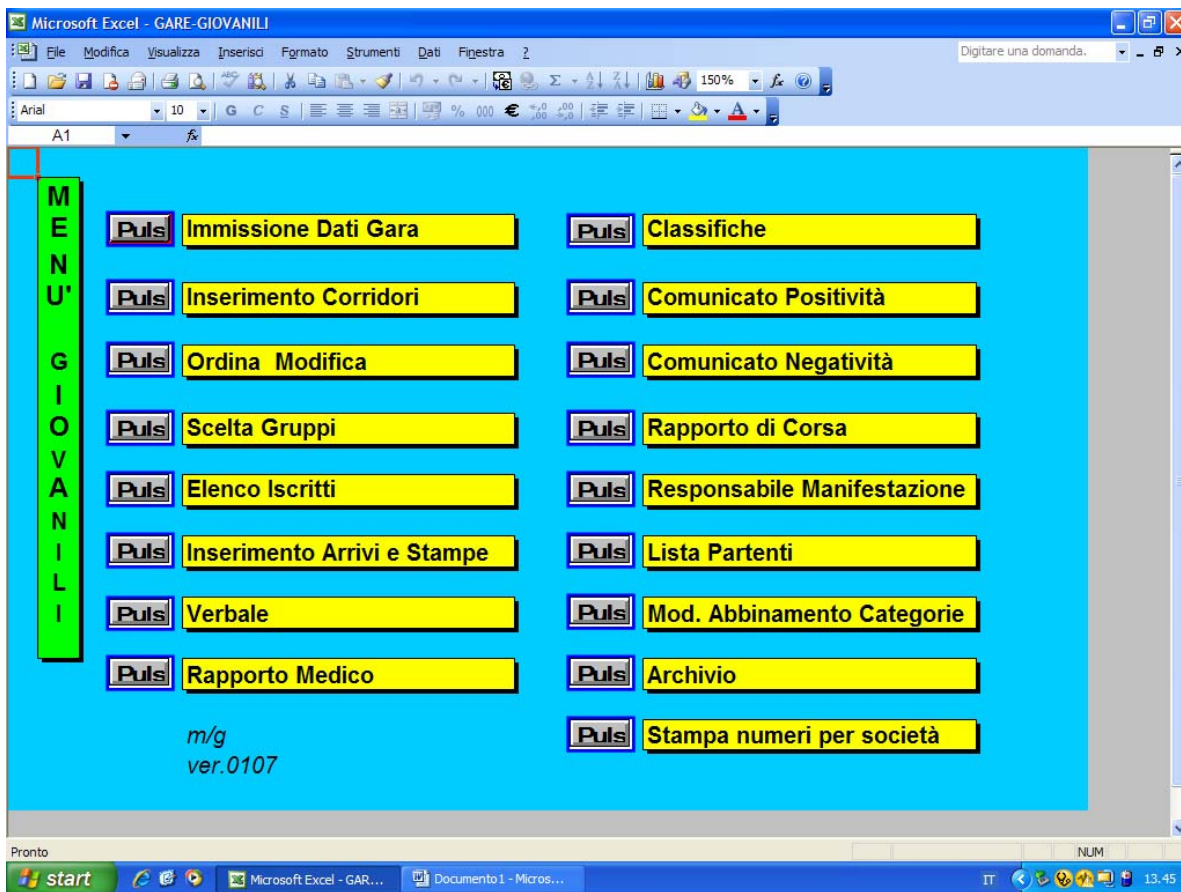 Microsoft Excel - GARE-GIOVANILI
File Modifica Visualizza Inserisci Formato Strumenti Dati Finestra ?
Digitare una domanda.
150%
Arial 10 G C S % 000 €
A1 fx
MENU' GIOVANILI
Puls Immissione Dati Gara
Puls Inserimento Corridori
Puls Ordina Modifica
Puls Scelta Gruppi
Puls Elenco Iscritti
Puls Inserimento Arrivi e Stampe
Puls Verbale
Puls Rapporto Medico
m/g
ver.0107
Puls Classifiche
Puls Comunicato Positività
Puls Comunicato Negatività
Puls Rapporto di Corsa
Puls Responsabile Manifestazione
Puls Lista Partenti
Puls Mod. Abbinamento Categorie
Puls Archivio
Puls Stampa numeri per società
Pronto
NUM
start Microsoft Excel - GAR... Documento1 - Micros... IT 13.45